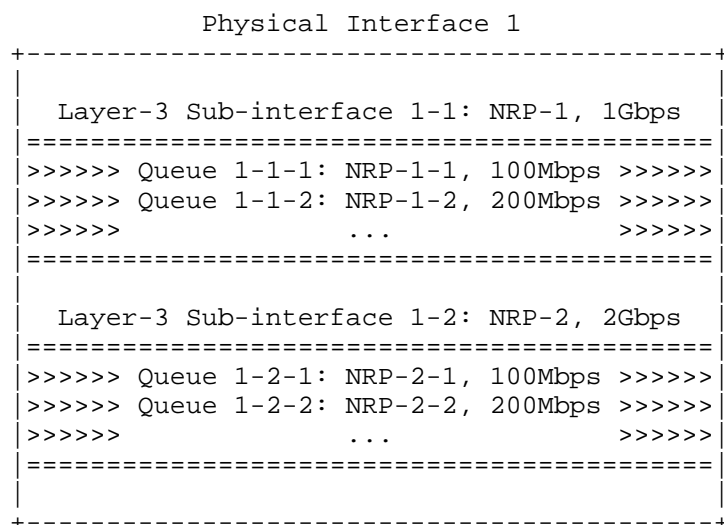 Physical Interface 1
+------------------------------------------+
|                                          |
|  Layer-3 Sub-interface 1-1: NRP-1, 1Gbps |
|==========================================|
|>>>>>> Queue 1-1-1: NRP-1-1, 100Mbps >>>>>>|
|>>>>>> Queue 1-1-2: NRP-1-2, 200Mbps >>>>>>|
|>>>>>>              ...              >>>>>>|
|==========================================|
|                                          |
|  Layer-3 Sub-interface 1-2: NRP-2, 2Gbps |
|==========================================|
|>>>>>> Queue 1-2-1: NRP-2-1, 100Mbps >>>>>>|
|>>>>>> Queue 1-2-2: NRP-2-2, 200Mbps >>>>>>|
|>>>>>>              ...              >>>>>>|
|==========================================|
|                                          |
+------------------------------------------+